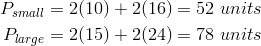 P_small = 2(10) + 2(16) = 52 units
P_large = 2(15) + 2(24) = 78 units